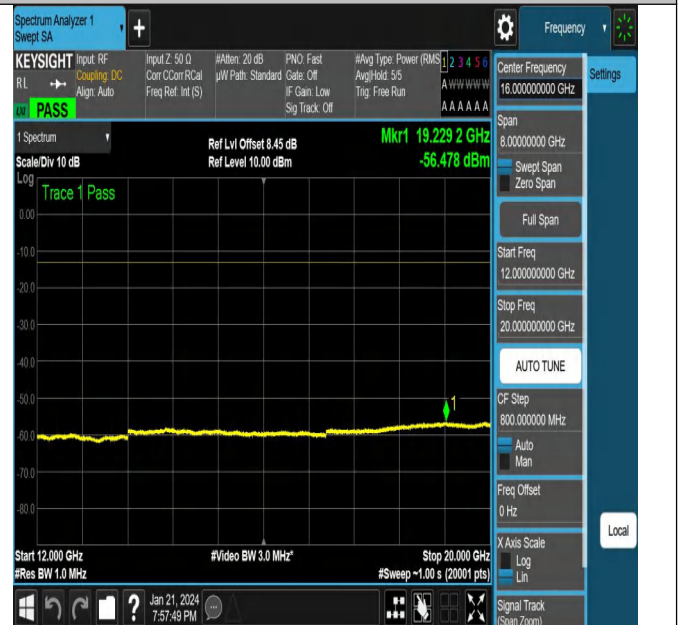 Spectrum Analyzer 1
Swept SA
Frequency
KEYSIGHT
RL
PASS
Input: RF
Coupling: DC
Align: Auto
Input Z: 50 Ω
Corr CCorr RCal
Freq Ref: Int (S)
#Atten: 20 dB
µW Path: Standard
PNO: Fast
Gate: Off
IF Gain: Low
Sig Track: Off
#Avg Type: Power (RMS
Avg|Hold: 5/5
Trig: Free Run
1 2 3 4 5 6
A W W W W W
A A A A A A
1 Spectrum
Scale/Div 10 dB
Ref Lvl Offset 8.45 dB
Ref Level 10.00 dBm
Mkr1 19.229 2 GHz
-56.478 dBm
Log
Trace 1 Pass
0.00
-10.0
-20.0
-30.0
-40.0
-50.0
-60.0
-70.0
-80.0
1
Start 12.000 GHz
#Res BW 1.0 MHz
#Video BW 3.0 MHz*
Stop 20.000 GHz
#Sweep ~1.00 s (20001 pts)
Jan 21, 2024
7:57:49 PM
Center Frequency
16.000000000 GHz
Settings
Span
8.00000000 GHz
Swept Span
Zero Span
Full Span
Start Freq
12.000000000 GHz
Stop Freq
20.000000000 GHz
AUTO TUNE
CF Step
800.000000 MHz
Auto
Man
Freq Offset
0 Hz
X Axis Scale
Log
Lin
Local
Signal Track
(Span Zoom)